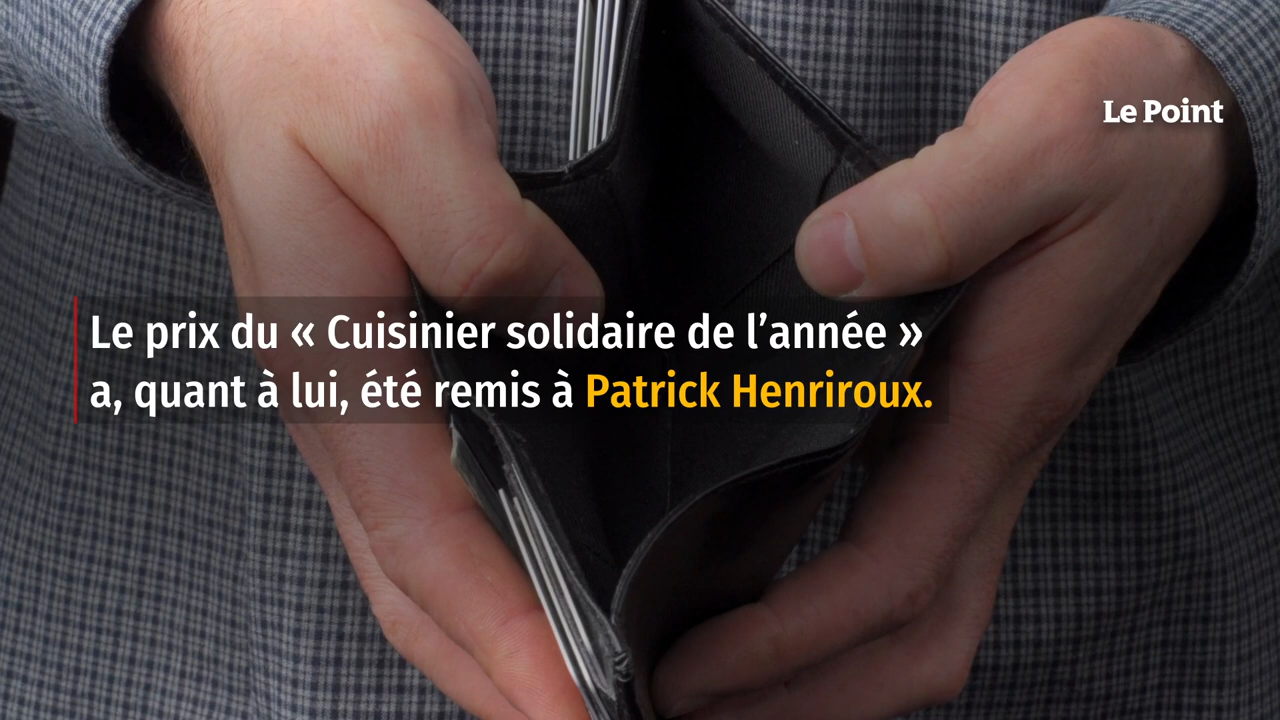 Le Point
Le prix du « Cuisinier solidaire de l’année »
a, quant à lui, été remis à Patrick Henriroux.